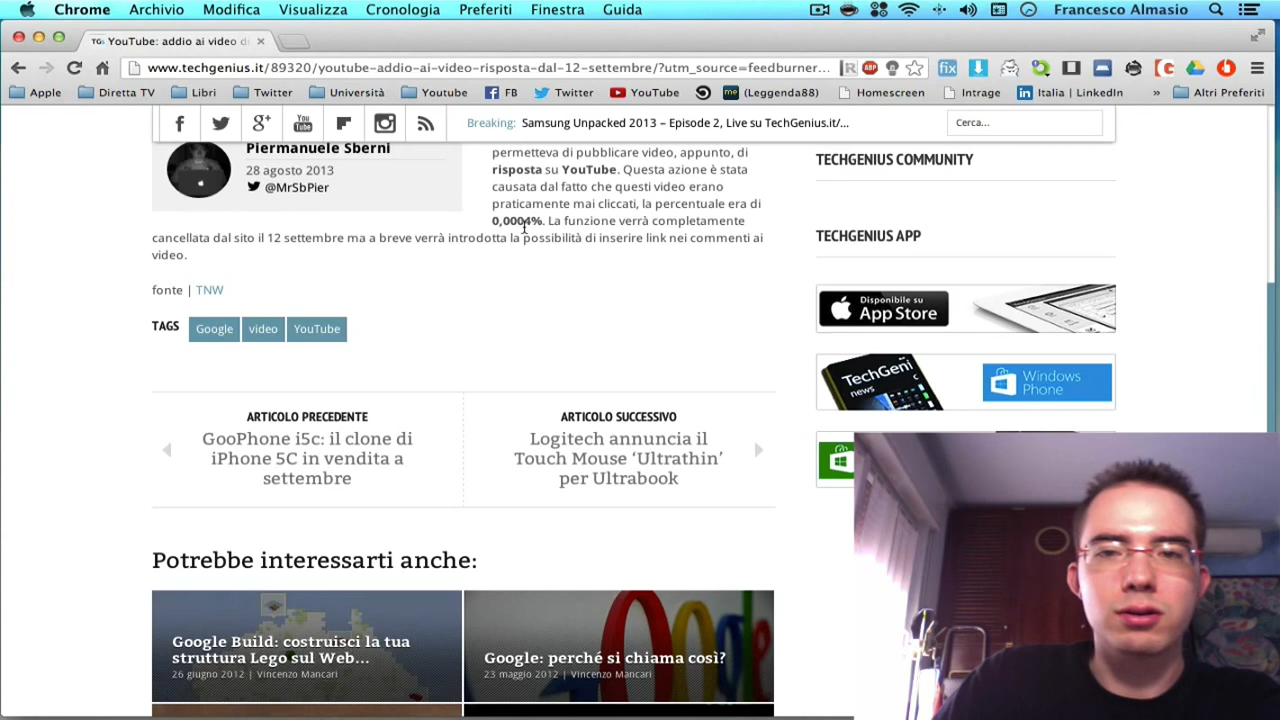 Chrome Archivio Modifica Visualizza Cronologia Preferiti Finestra Guida Francesco Almasio
TG YouTube: addio ai video d
www.techgenius.it/89320/youtube-addio-ai-video-risposta-dal-12-settembre/?utm_source=feedburner...
Apple Diretta TV Libri Twitter Università Youtube FB Twitter YouTube (Leggenda88) Homescreen Intrage Italia | LinkedIn » Altri Preferiti
Breaking: Samsung Unpacked 2013 – Episode 2, Live su TechGenius.it/...
Cerca...
Piermanuele Sberni
28 agosto 2013
@MrSbPier
permetteva di pubblicare video, appunto, di
risposta su YouTube. Questa azione è stata
causata dal fatto che questi video erano
praticamente mai cliccati, la percentuale era di
0,0004%. La funzione verrà completamente
cancellata dal sito il 12 settembre ma a breve verrà introdotta la possibilità di inserire link nei commenti ai
video.
fonte | TNW
TAGS Google video YouTube
ARTICOLO PRECEDENTE
GooPhone i5c: il clone di
iPhone 5C in vendita a
settembre
ARTICOLO SUCCESSIVO
Logitech annuncia il
Touch Mouse ‘Ultrathin’
per Ultrabook
Potrebbe interessarti anche:
Google Build: costruisci la tua
struttura Lego sul Web...
26 giugno 2012 | Vincenzo Mancari
Google: perché si chiama così?
23 maggio 2012 | Vincenzo Mancari
TECHGENIUS COMMUNITY
TECHGENIUS APP
Disponibile su
App Store
TechGeni
news
Windows
Phone